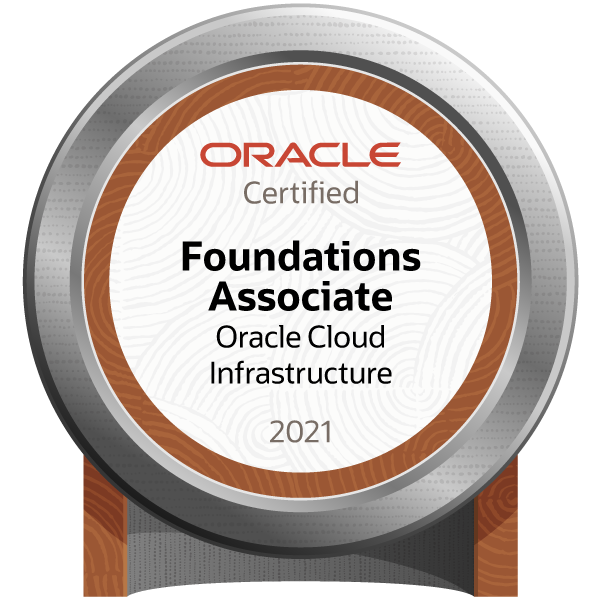 ORACLE
Certified
Foundations
Associate
Oracle Cloud
Infrastructure
2021